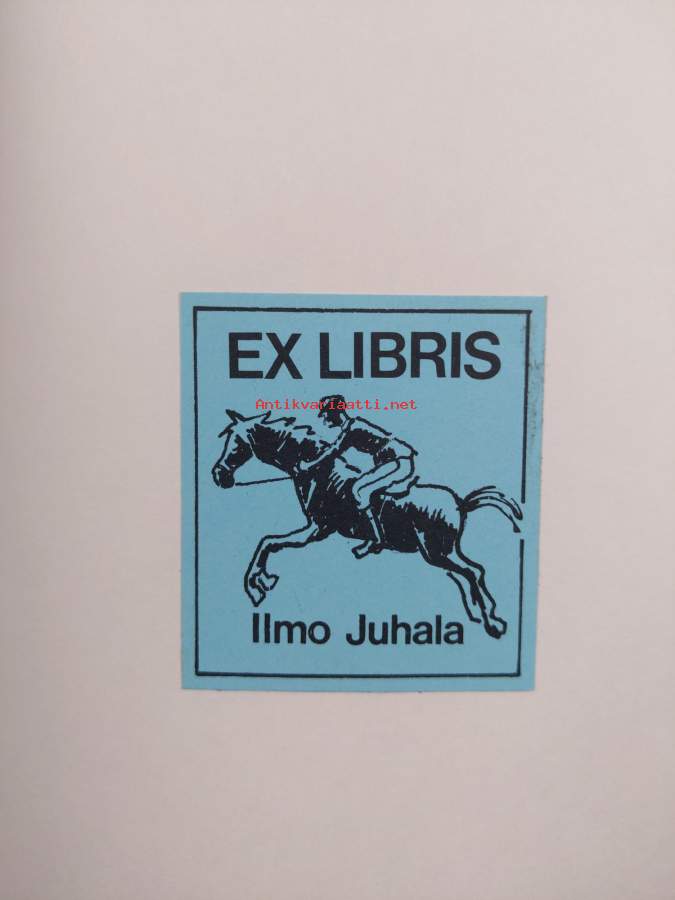 EX LIBRIS
Antikvariaatti.net
Ilmo Juhala